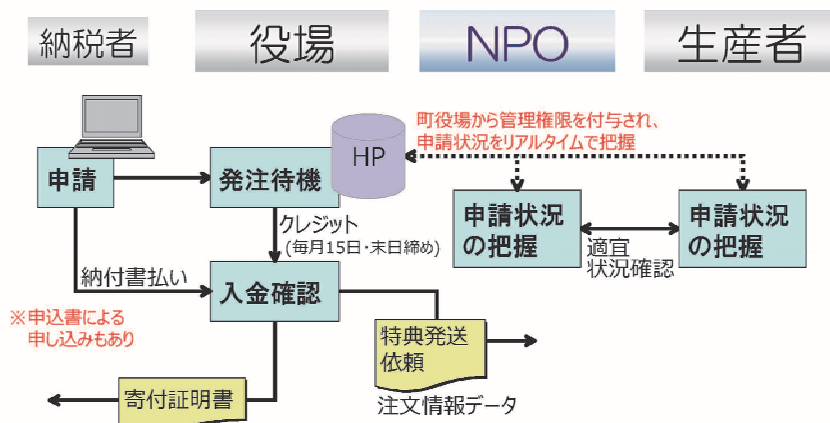 納税者
役場
NPO
生産者
町役場から管理権限を付与され、
申請状況をリアルタイムで把握
HP
申請
発注待機
申請状況
の把握
申請状況
の把握
クレジット
(毎月15日・末日締め)
適宜
状況確認
納付書払い
入金確認
※申込書による
申し込みもあり
特典発送
依頼
寄付証明書
注文情報データ